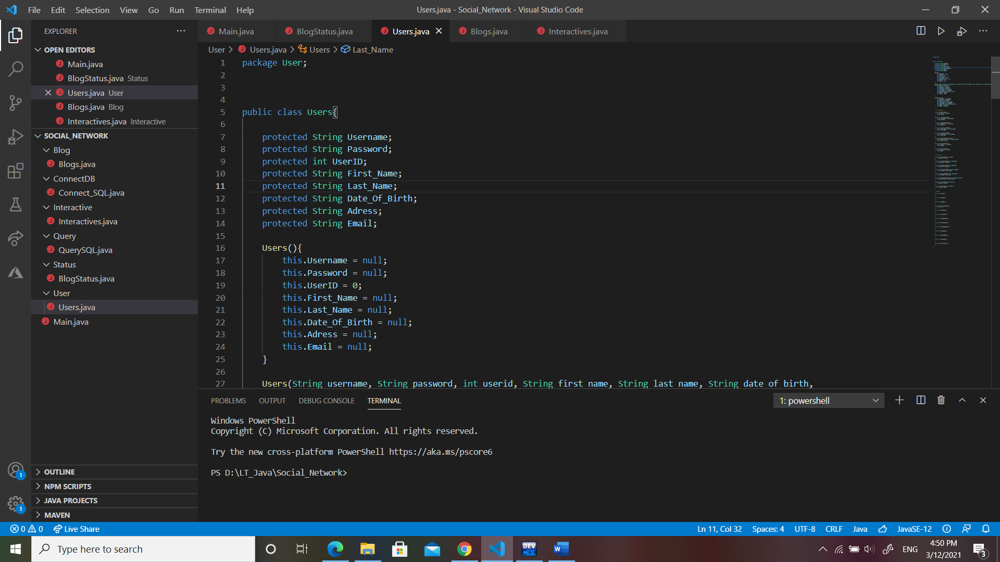 File Edit Selection View Go Run Terminal Help
Users.java - Social_Network - Visual Studio Code
EXPLORER
OPEN EDITORS
Main.java
BlogStatus.java Status
Users.java User
Blogs.java Blog
Interactives.java Interactive
SOCIAL_NETWORK
Blog
Blogs.java
ConnectDB
Connect_SQL.java
Interactive
Interactives.java
Query
QuerySQL.java
Status
BlogStatus.java
User
Users.java
Main.java
OUTLINE
NPM SCRIPTS
JAVA PROJECTS
MAVEN
1
1
Main.java BlogStatus.java Users.java Blogs.java Interactives.java
User > Users.java > Users > Last_Name
1 package User;
2
3
4
5 public class Users{
6
7 protected String Username;
8 protected String Password;
9 protected int UserID;
10 protected String First_Name;
11 protected String Last_Name;
12 protected String Date_Of_Birth;
13 protected String Adress;
14 protected String Email;
15
16 Users(){
17 this.Username = null;
18 this.Password = null;
19 this.UserID = 0;
20 this.First_Name = null;
21 this.Last_Name = null;
22 this.Date_Of_Birth = null;
23 this.Adress = null;
24 this.Email = null;
25 }
26
27 Users(String username, String password, int userid, String first_name, String last_name, String date_of_birth,
PROBLEMS OUTPUT DEBUG CONSOLE TERMINAL
1: powershell
Windows PowerShell
Copyright (C) Microsoft Corporation. All rights reserved.
Try the new cross-platform PowerShell https://aka.ms/pscore6
PS D:\LT_Java\Social_Network>
0 0 Live Share
Ln 11, Col 32 Spaces: 4 UTF-8 CRLF Java JavaSE-12
Type here to search
DEV C++
W
ENG
4:50 PM
3/12/2021
3